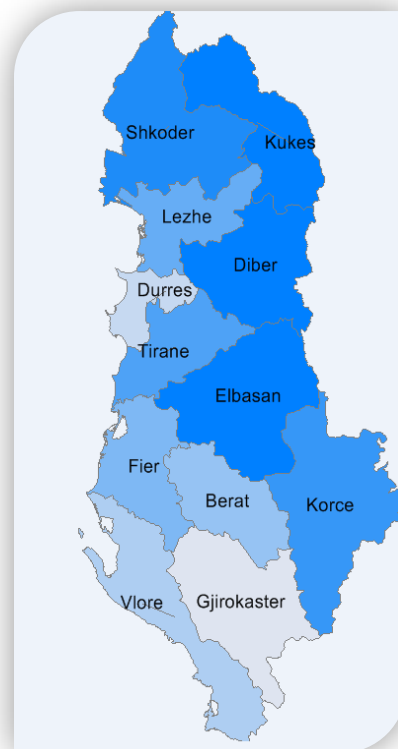 Shkoder
Kukes
Lezhe
Diber
Durres
Tirane
Elbasan
Fier
Berat
Korce
Vlore
Gjirokaster